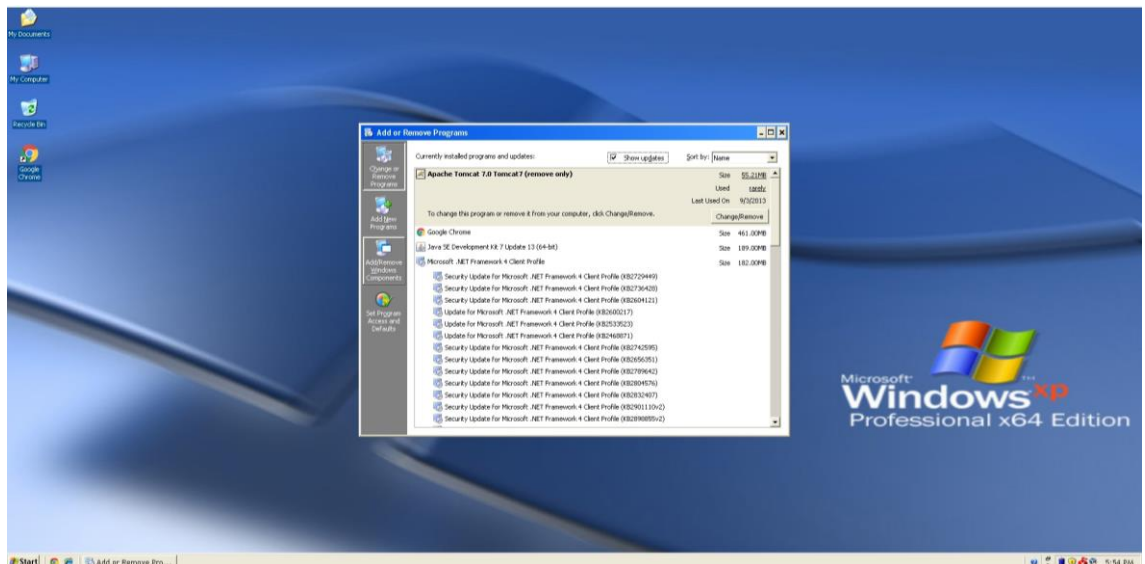 My Documents
My Computer
Recycle Bin
Google
Chrome
Add or Remove Programs
Change or
Remove
Programs
Add New
Programs
Add/Remove
Windows
Components
Set Program
Access and
Defaults
Currently installed programs and updates:
Show updates
Sort by: Name
Apache Tomcat 7.0 Tomcat7 (remove only)
Size 55.21MB
Used rarely
Last Used On 9/3/2013
To change this program or remove it from your computer, click Change/Remove.
Change/Remove
Google Chrome Size 461.00MB
Java SE Development Kit 7 Update 13 (64-bit) Size 189.00MB
Microsoft .NET Framework 4 Client Profile Size 182.00MB
Security Update for Microsoft .NET Framework 4 Client Profile (KB2729449)
Security Update for Microsoft .NET Framework 4 Client Profile (KB2736428)
Security Update for Microsoft .NET Framework 4 Client Profile (KB2604121)
Update for Microsoft .NET Framework 4 Client Profile (KB2600217)
Update for Microsoft .NET Framework 4 Client Profile (KB2533523)
Update for Microsoft .NET Framework 4 Client Profile (KB2468871)
Security Update for Microsoft .NET Framework 4 Client Profile (KB2742595)
Security Update for Microsoft .NET Framework 4 Client Profile (KB2656351)
Security Update for Microsoft .NET Framework 4 Client Profile (KB2789642)
Security Update for Microsoft .NET Framework 4 Client Profile (KB2804576)
Security Update for Microsoft .NET Framework 4 Client Profile (KB2832407)
Security Update for Microsoft .NET Framework 4 Client Profile (KB2901110v2)
Security Update for Microsoft .NET Framework 4 Client Profile (KB2898855v2)
Microsoft
Windows xp
Professional x64 Edition
Start
Add or Remove Pro...
5:54 PM